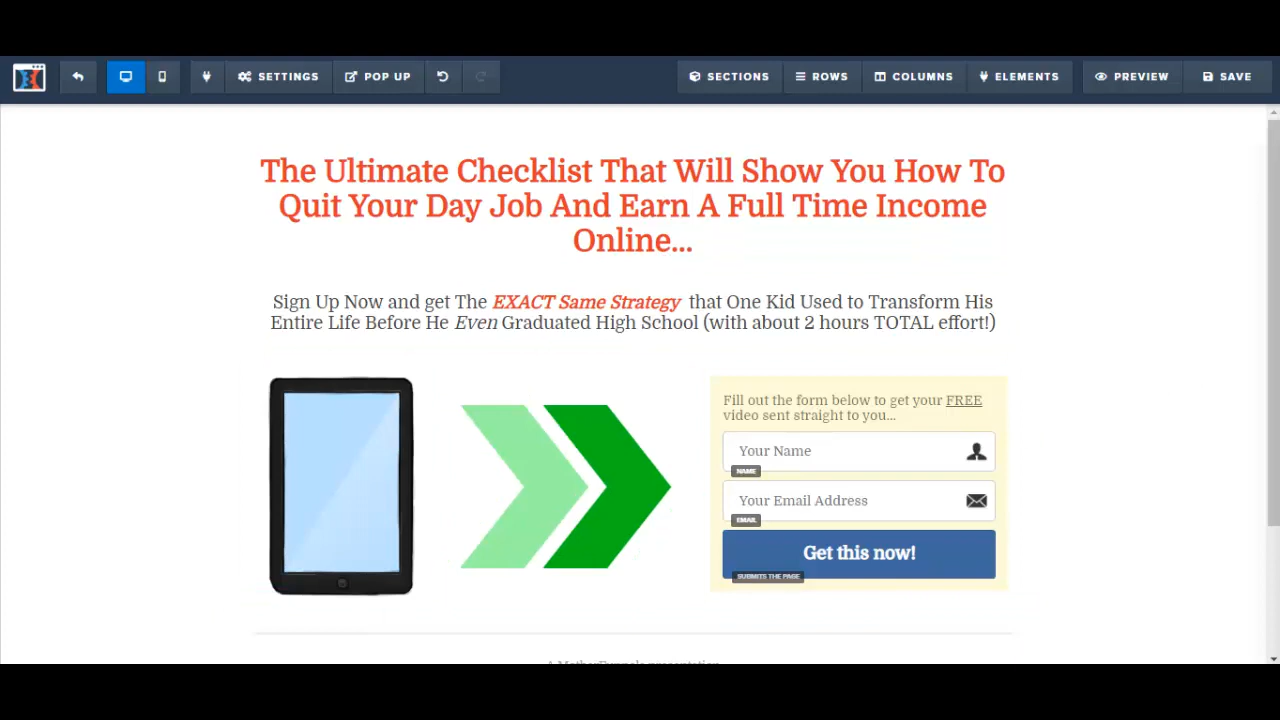 SETTINGS POP UP SECTIONS ROWS COLUMNS ELEMENTS PREVIEW SAVE
The Ultimate Checklist That Will Show You How To
Quit Your Day Job And Earn A Full Time Income
Online...
Sign Up Now and get The EXACT Same Strategy that One Kid Used to Transform His
Entire Life Before He Even Graduated High School (with about 2 hours TOTAL effort!)
Fill out the form below to get your FREE
video sent straight to you...
Your Name
NAME
Your Email Address
EMAIL
Get this now!
SUBMITS THE PAGE
A MotherFunnels presentation